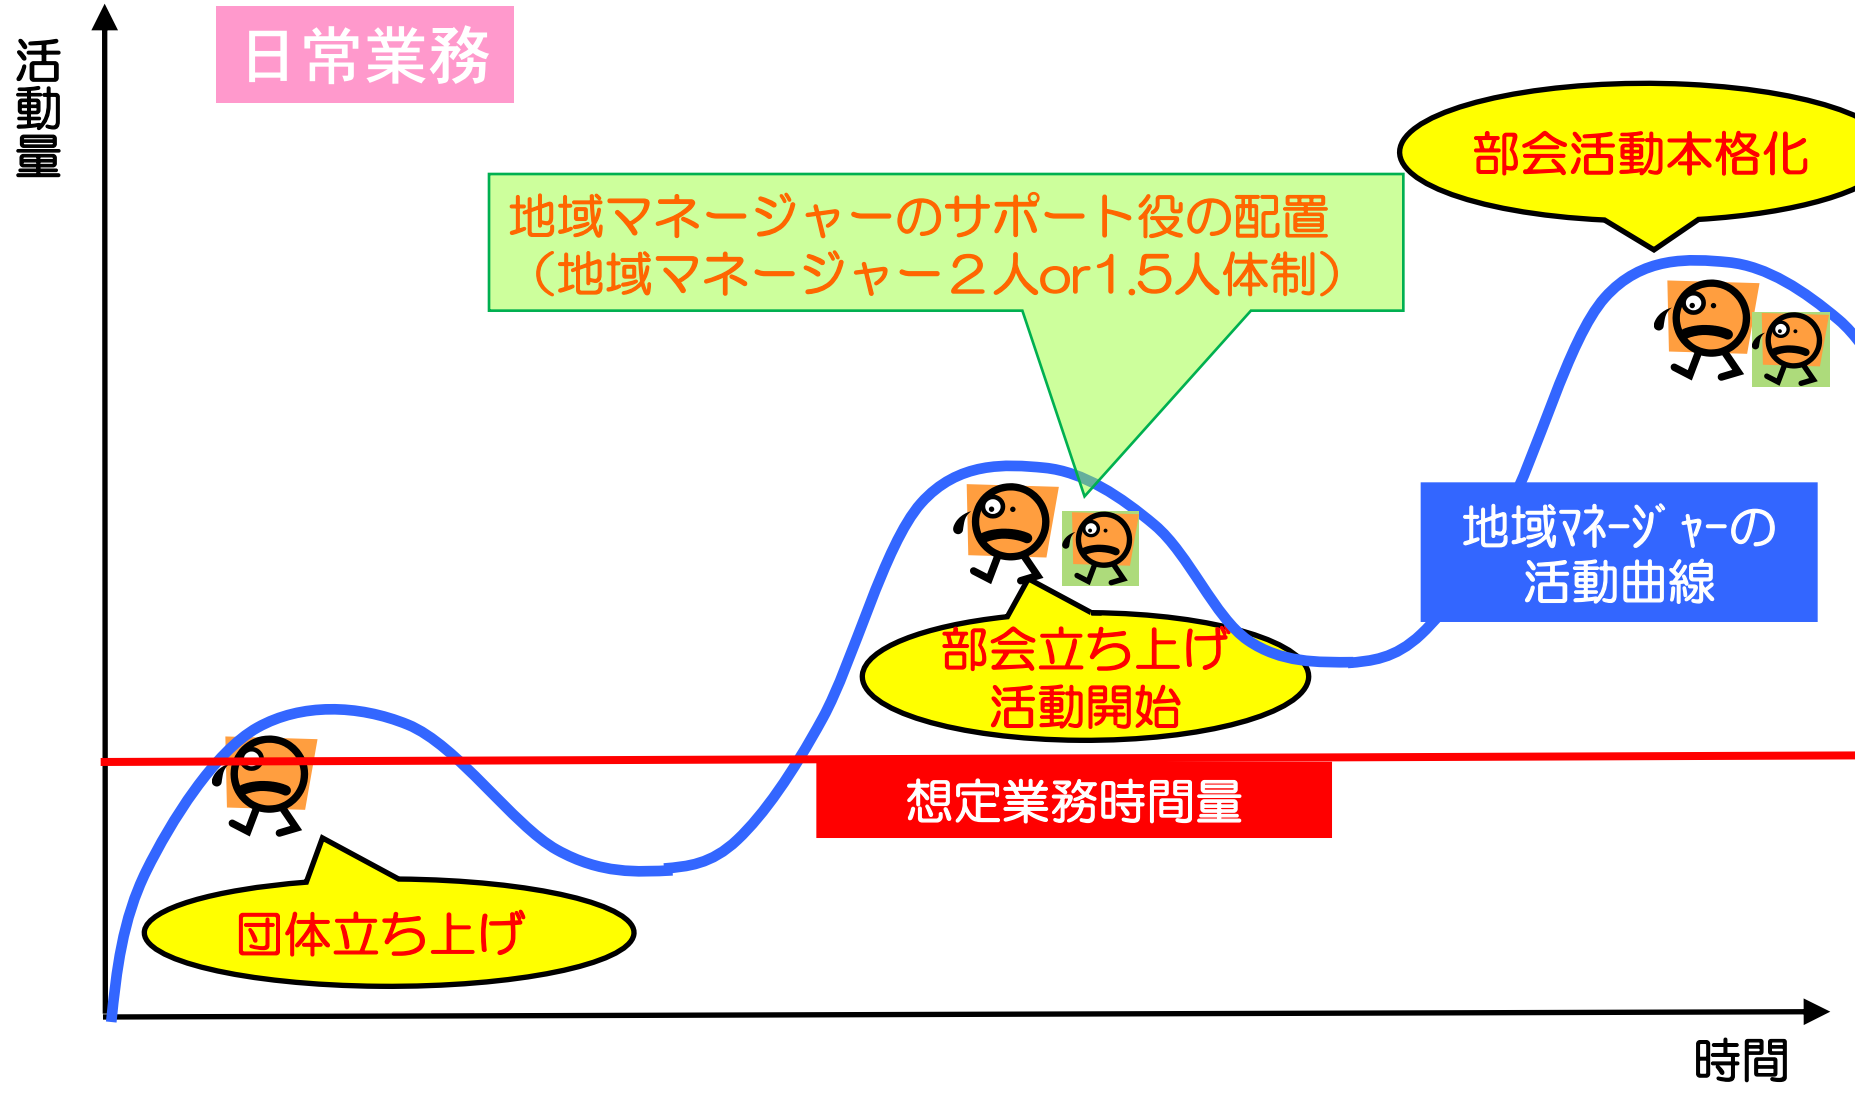 活動量
日常業務
部会活動本格化
地域マネージャーのサポート役の配置
（地域マネージャー２人or1.5人体制）
地域ﾏﾈｰｼﾞｬｰの
活動曲線
部会立ち上げ
活動開始
想定業務時間量
団体立ち上げ
時間